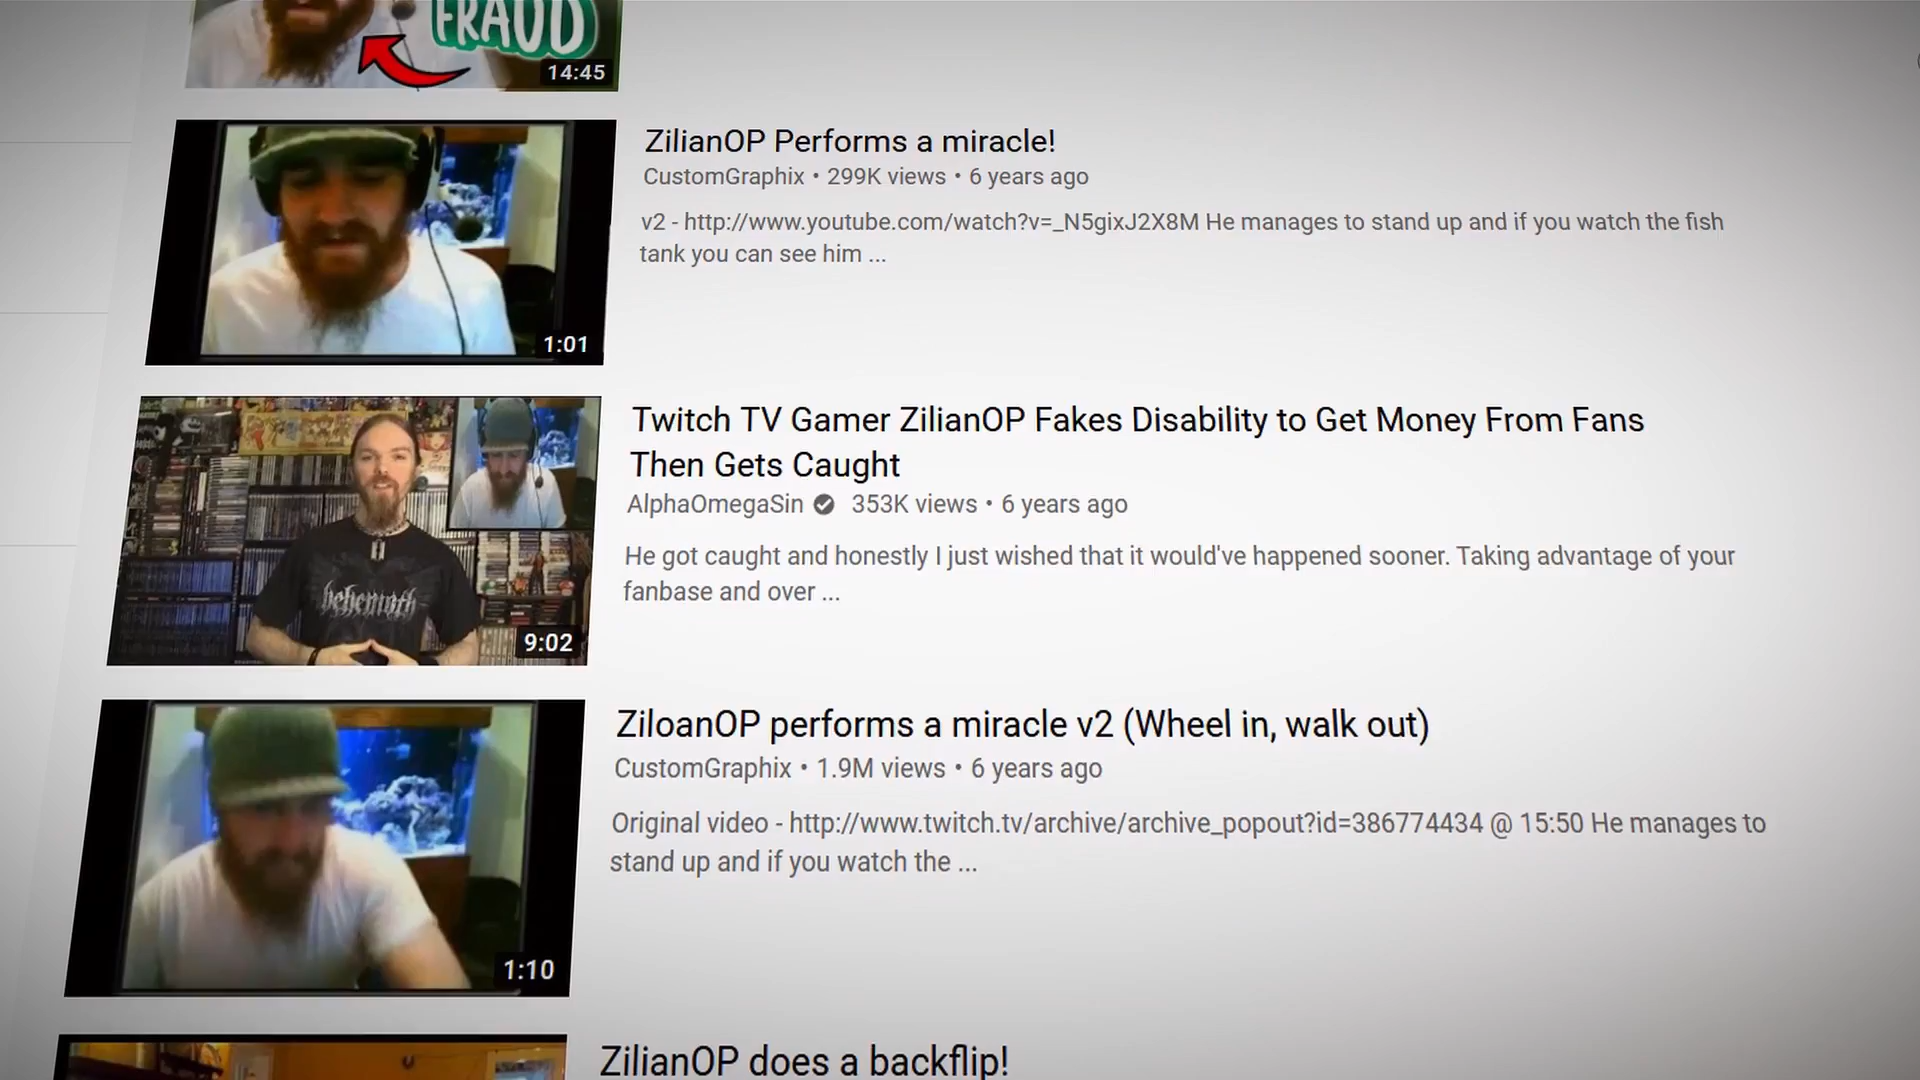 FRAUD
14:45
ZilianOP Performs a miracle!
CustomGraphix • 299K views • 6 years ago
v2 - http://www.youtube.com/watch?v=_N5gixJ2X8M He manages to stand up and if you watch the fish
tank you can see him ...
1:01
Twitch TV Gamer ZilianOP Fakes Disability to Get Money From Fans
Then Gets Caught
AlphaOmegaSin 353K views • 6 years ago
He got caught and honestly I just wished that it would've happened sooner. Taking advantage of your
fanbase and over ...
behemoth
9:02
ZiloanOP performs a miracle v2 (Wheel in, walk out)
CustomGraphix • 1.9M views • 6 years ago
Original video - http://www.twitch.tv/archive/archive_popout?id=386774434 @ 15:50 He manages to
stand up and if you watch the ...
1:10
ZilianOP does a backflip!